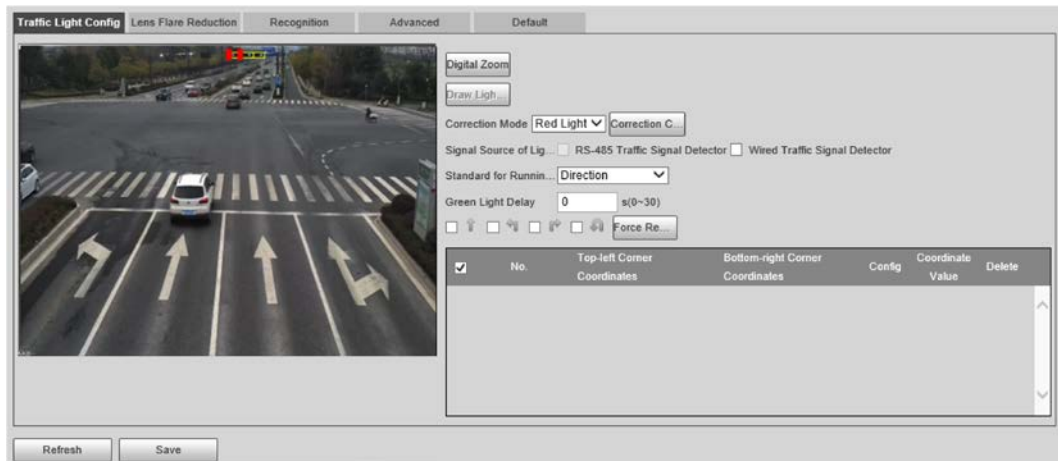 Traffic Light Config Lens Flare Reduction Recognition Advanced Default
Digital Zoom
Draw Ligh...
Correction Mode Red Light Correction C...
Signal Source of Lig... RS-485 Traffic Signal Detector Wired Traffic Signal Detector
Standard for Runnin... Direction
Green Light Delay 0 s(0~30)
Force Re...
No. Top-left Corner Coordinates Bottom-right Corner Coordinates Config Coordinate Value Delete
Refresh Save